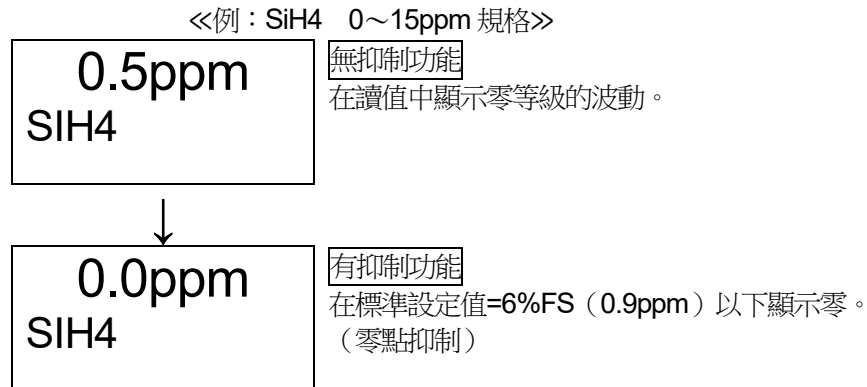 ≪例：SiH4　0～15ppm 規格≫
0.5ppm
SIH4
無抑制功能
在讀值中顯示零等級的波動。
↓
0.0ppm
SIH4
有抑制功能
在標準設定值=6%FS（0.9ppm）以下顯示零。
（零點抑制）